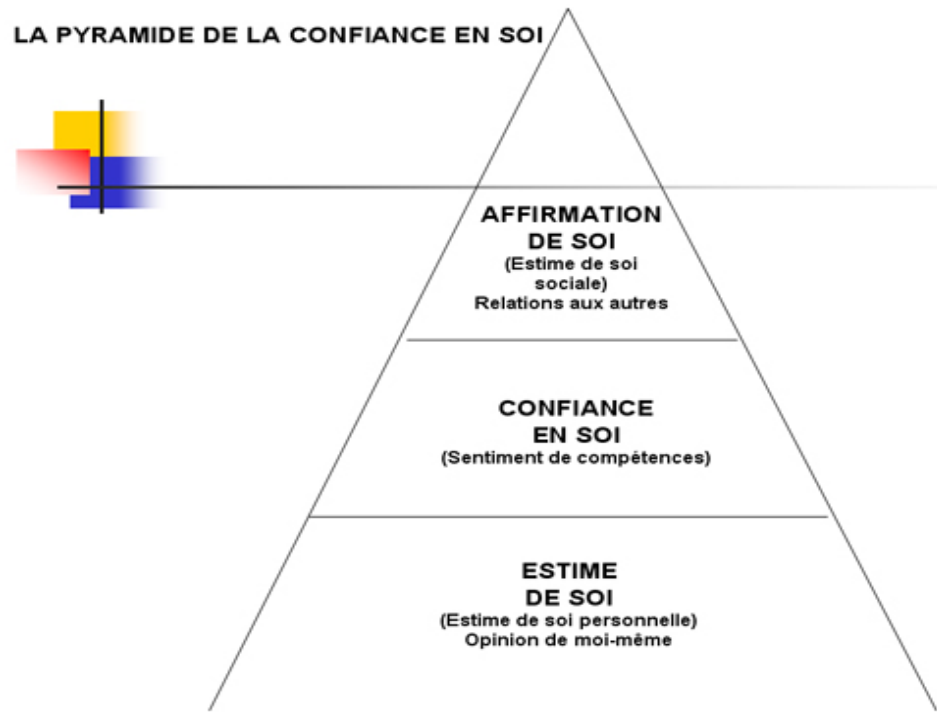 LA PYRAMIDE DE LA CONFIANCE EN SOI
AFFIRMATION
DE SOI
(Estime de soi
sociale)
Relations aux autres
CONFIANCE
EN SOI
(Sentiment de compétences)
ESTIME
DE SOI
(Estime de soi personnelle)
Opinion de moi-même